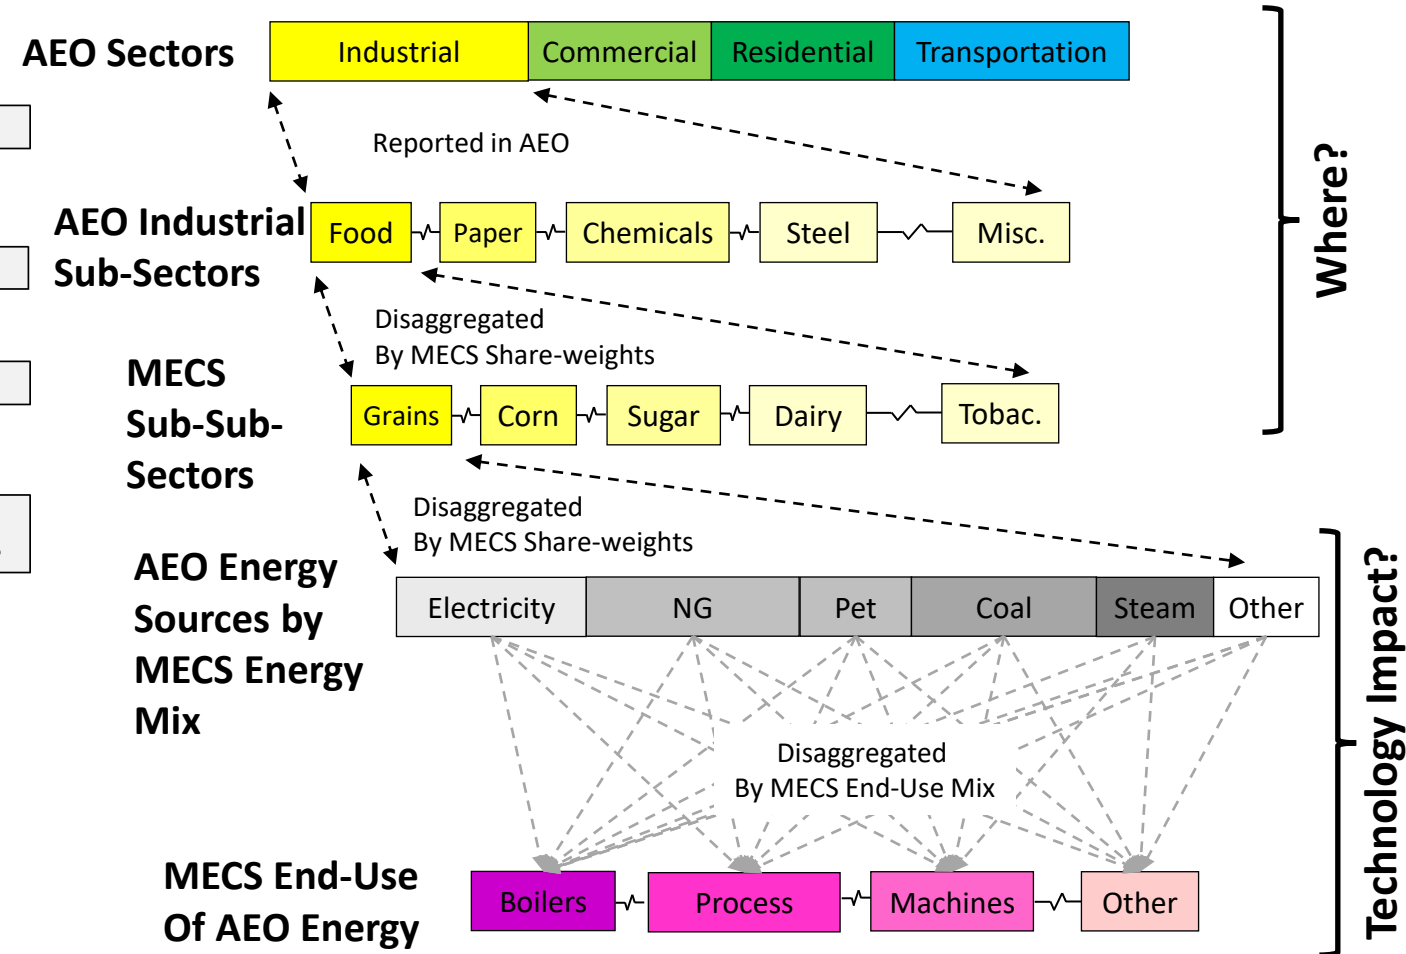 AEO Sectors
Industrial
Commercial
Residential
Transportation
Reported in AEO
Where?
AEO Industrial
Sub-Sectors
Food
Paper
Chemicals
Steel
Misc.
Disaggregated
By MECS Share-weights
MECS
Sub-Sub-
Sectors
Grains
Corn
Sugar
Dairy
Tobac.
Disaggregated
By MECS Share-weights
AEO Energy
Sources by
MECS Energy
Mix
Electricity
NG
Pet
Coal
Steam
Other
Technology Impact?
Disaggregated
By MECS End-Use Mix
MECS End-Use
Of AEO Energy
Boilers
Process
Machines
Other